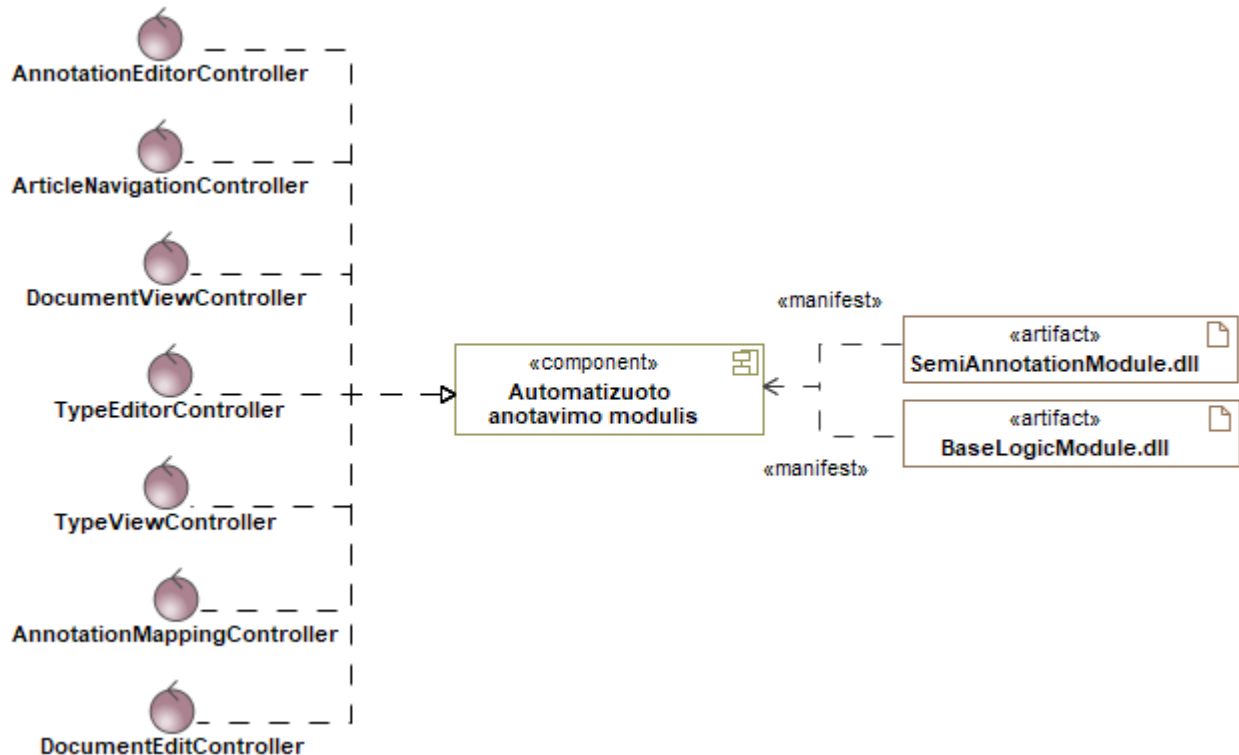 AnnotationEditorController
ArticleNavigationController
DocumentViewController
TypeEditorController
TypeViewController
AnnotationMappingController
DocumentEditController
«component»
Automatizuoto
anotavimo modulis
«manifest»
«manifest»
«artifact»
SemiAnnotationModule.dll
«artifact»
BaseLogicModule.dll